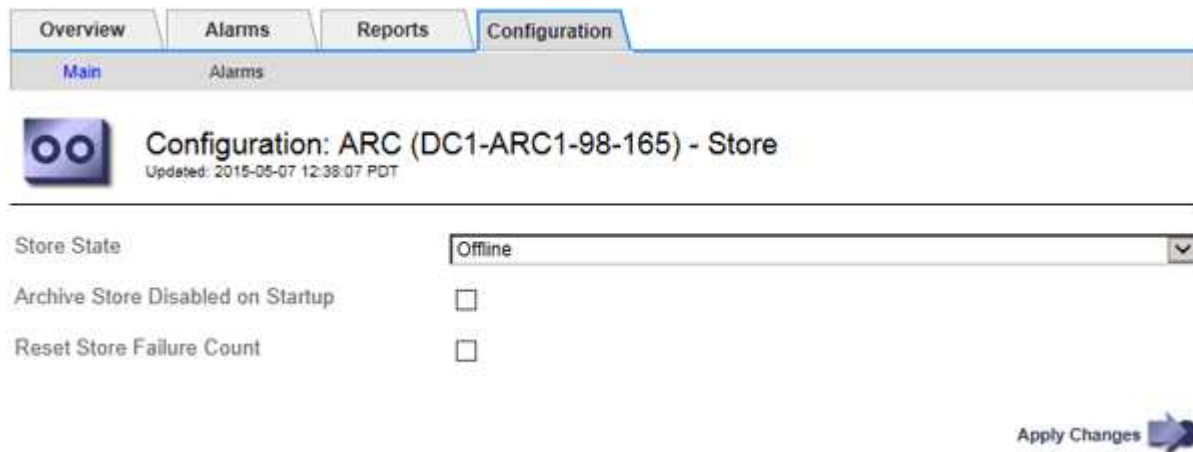 Overview Alarms Reports Configuration
Main Alarms
Configuration: ARC (DC1-ARC1-98-165) - Store
Updated: 2015-05-07 12:38:07 PDT
Store State Offline
Archive Store Disabled on Startup
Reset Store Failure Count
Apply Changes